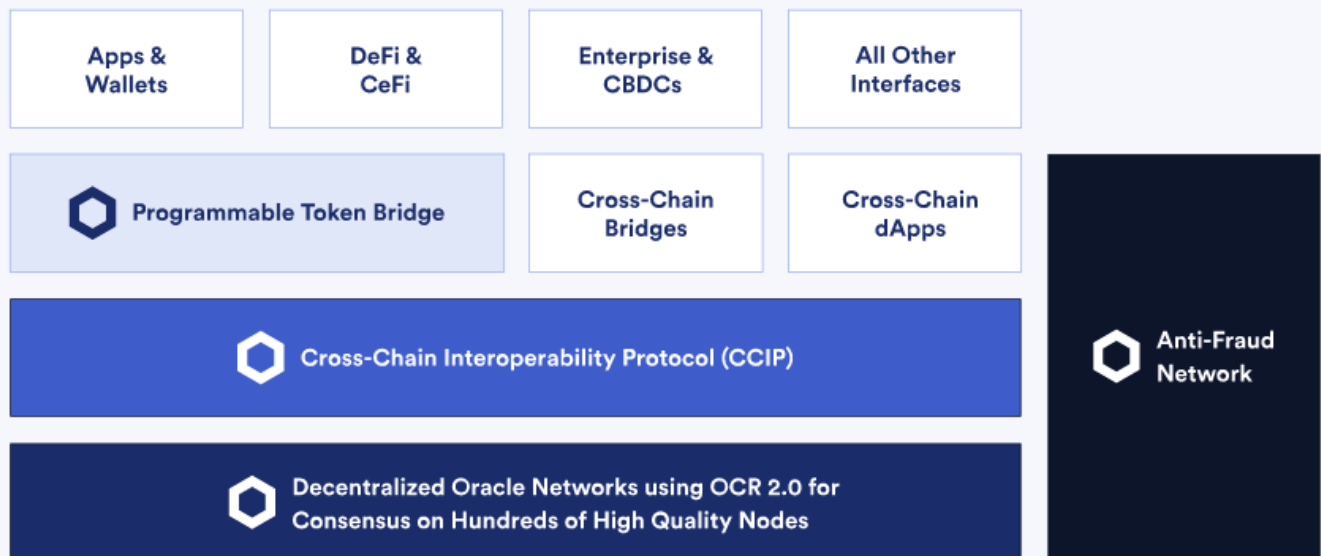 Apps &
Wallets
DeFi &
CeFi
Enterprise &
CBDCs
All Other
Interfaces
Programmable Token Bridge
Cross-Chain
Bridges
Cross-Chain
dApps
Cross-Chain Interoperability Protocol (CCIP)
Anti-Fraud
Network
Decentralized Oracle Networks using OCR 2.0 for
Consensus on Hundreds of High Quality Nodes